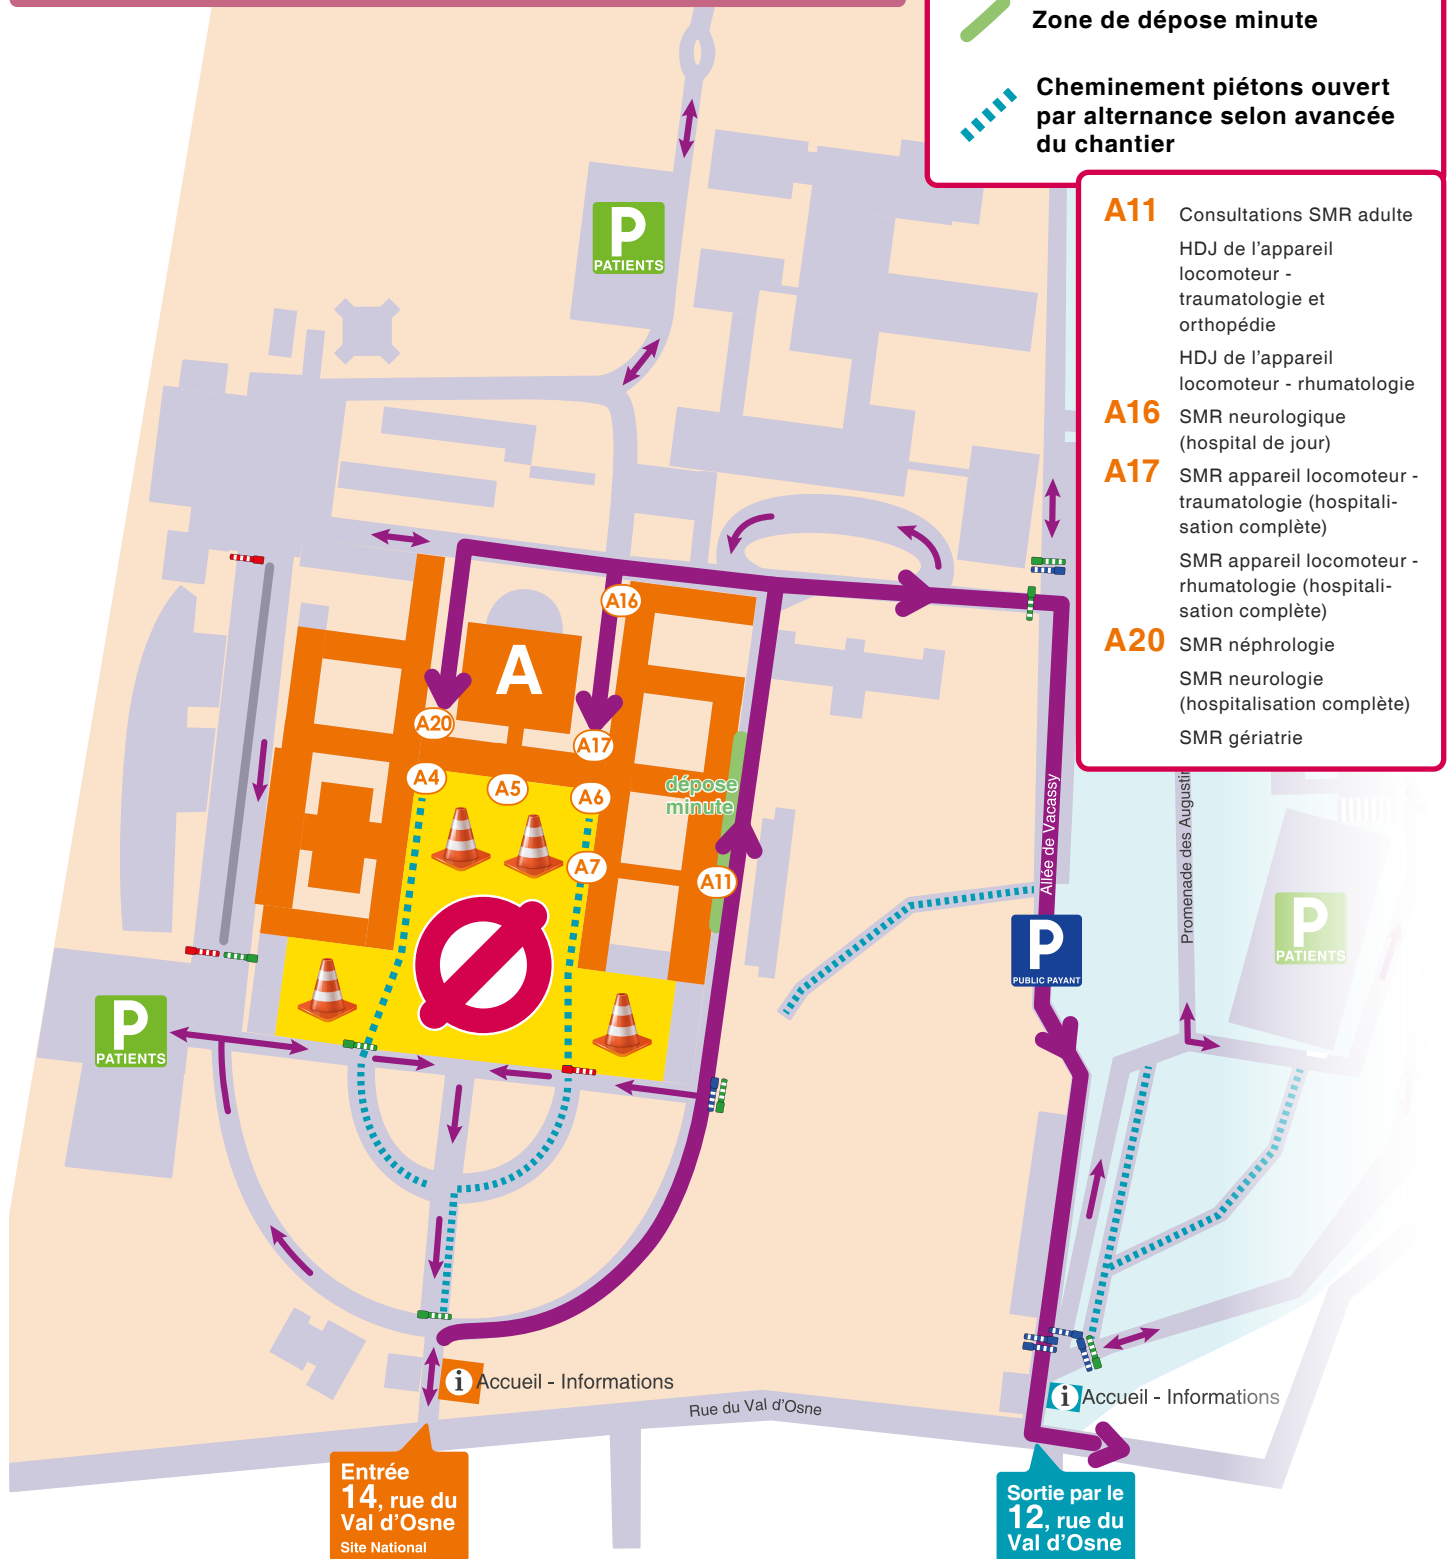 Zone de dépose minute
Cheminement piétons ouvert
par alternance selon avancée
du chantier
A11 Consultations SMR adulte
HDJ de l'appareil
locomoteur -
traumatologie et
orthopédie
HDJ de l'appareil
locomoteur - rhumatologie
A16 SMR neurologique
(hospital de jour)
A17 SMR appareil locomoteur -
traumatologie (hospitali-
sation complète)
SMR appareil locomoteur -
rhumatologie (hospitali-
sation complète)
A20 SMR néphrologie
SMR neurologie
(hospitalisation complète)
SMR gériatrie
P
PATIENTS
A16
A
A20
A17
A4
A5
A6
dépose
minute
A7
A11
Allée de Vacassy
Promenade des Augustin
P
PATIENTS
P
PUBLIC PAYANT
P
PATIENTS
i Accueil - Informations
i Accueil - Informations
Rue du Val d'Osne
Entrée
14, rue du
Val d'Osne
Site National
Sortie par le
12, rue du
Val d'Osne